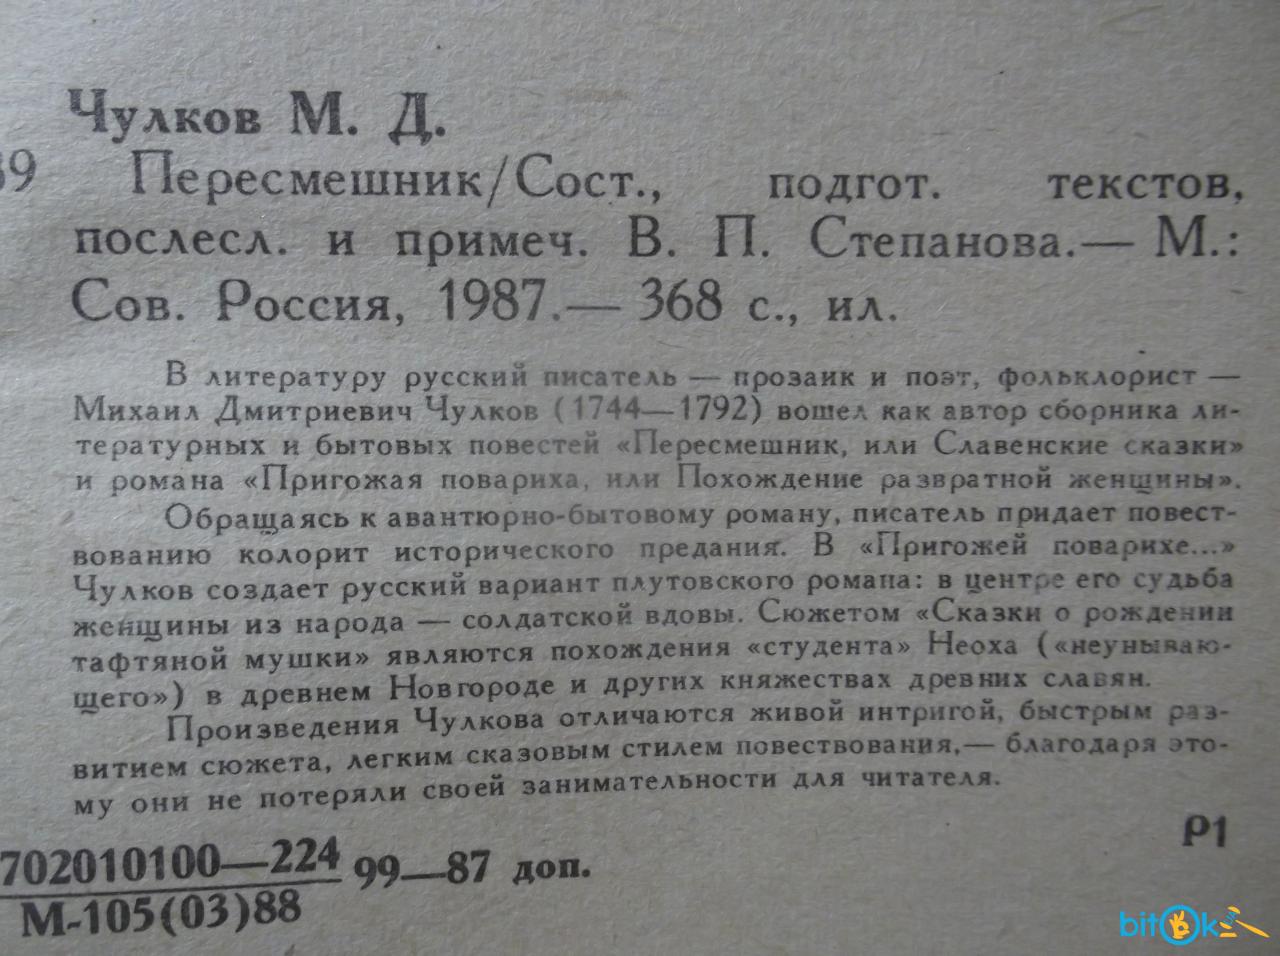 Чулков М. Д.
39 Пересмешник/Сост., подгот. текстов,
послесл. и примеч. В. П. Степанова.— М.:
Сов. Россия, 1987.— 368 с., ил.
В литературу русский писатель — прозаик и поэт, фольклорист —
Михаил Дмитриевич Чулков (1744—1792) вошел как автор сборника ли-
тературных и бытовых повестей «Пересмешник, или Славенские сказки»
и романа «Пригожая повариха, или Похождение развратной женщины».
Обращаясь к авантюрно-бытовому роману, писатель придает повест-
вованию колорит исторического предания. В «Пригожей поварихе...»
Чулков создает русский вариант плутовского романа: в центре его судьба
женщины из народа — солдатской вдовы. Сюжетом «Сказки о рождении
тафтяной мушки» являются похождения «студента» Неоха («неунываю-
щего») в древнем Новгороде и других княжествах древних славян.
Произведения Чулкова отличаются живой интригой, быстрым раз-
витием сюжета, легким сказовым стилем повествования,— благодаря это-
му они не потеряли своей занимательности для читателя.
Р1
702010100—224 99—87 доп.
М-105(03)88
bitOk